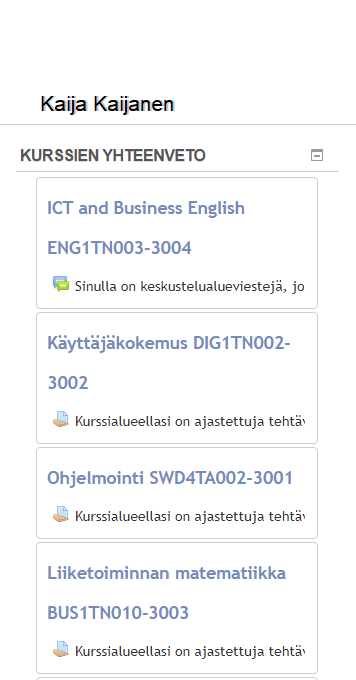 Kaija Kaijanen
KURSSIEN YHTEENVETO
ICT and Business English
ENG1TN003-3004
Sinulla on keskustelualueviestejä, jo
Käyttäjäkokemus DIG1TN002-
3002
Kurssialueellasi on ajastettuja tehtäv
Ohjelmointi SWD4TA002-3001
Kurssialueellasi on ajastettuja tehtäv
Liiketoiminnan matematiikka
BUS1TN010-3003
Kurssialueellasi on ajastettuja tehtäv